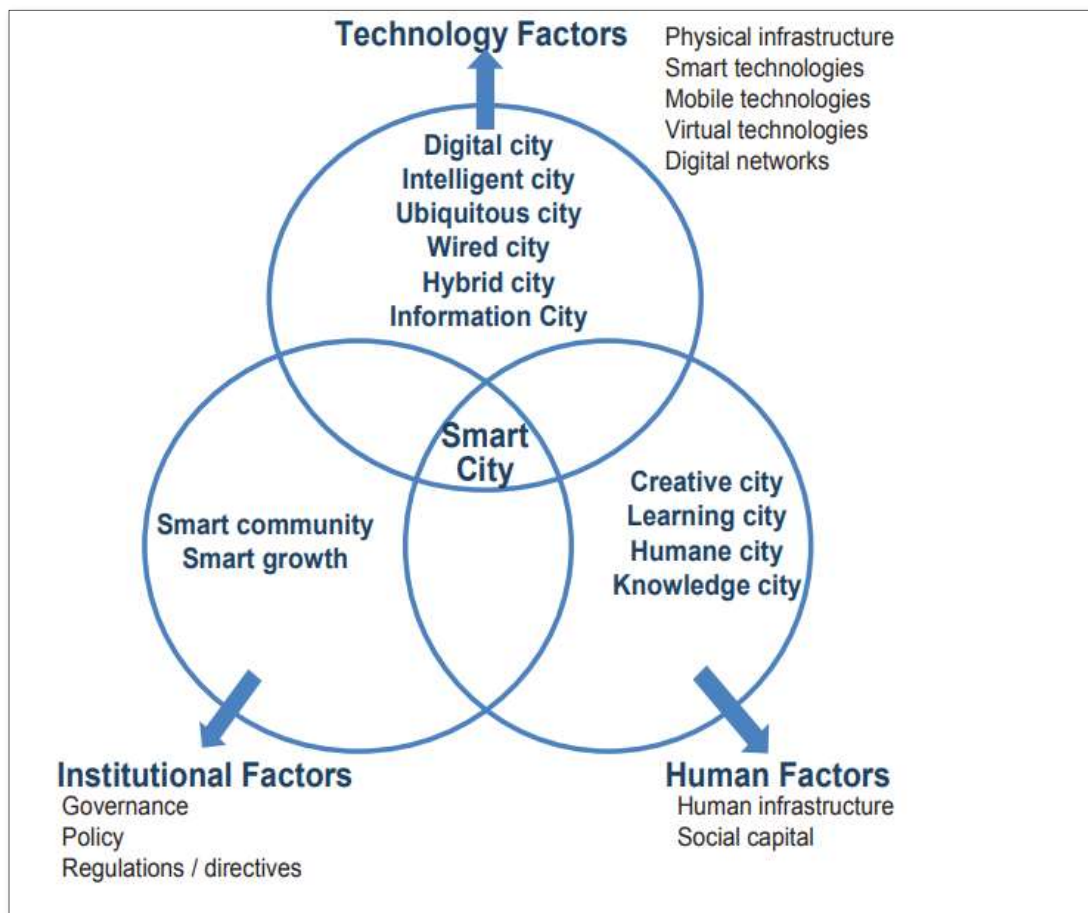 Technology Factors
Physical infrastructure
Smart technologies
Mobile technologies
Virtual technologies
Digital networks
Digital city
Intelligent city
Ubiquitous city
Wired city
Hybrid city
Information City
Smart
City
Smart community
Smart growth
Creative city
Learning city
Humane city
Knowledge city
Institutional Factors
Governance
Policy
Regulations / directives
Human Factors
Human infrastructure
Social capital